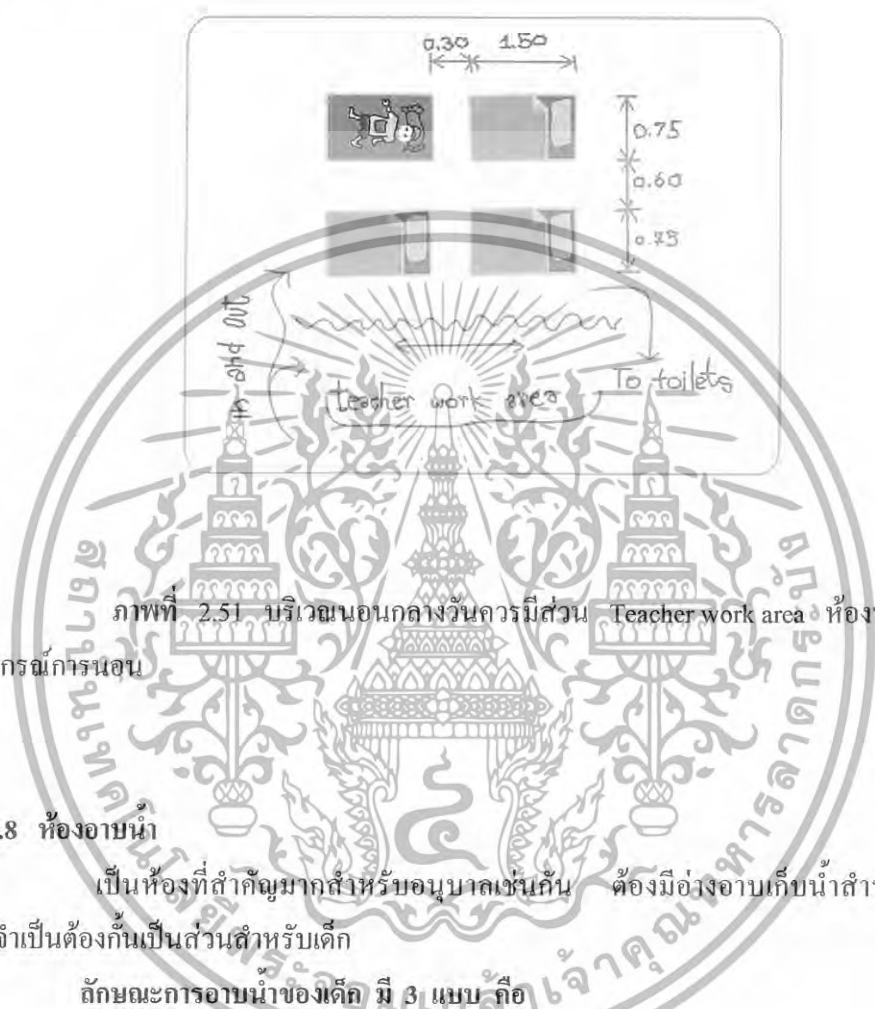 0.30 1.50
0.75
0.60
0.75
In and out
teacher work area
To toilets
ภาพที่ 2.51 บริเวณนอนกลางวันควรมีส่วน Teacher work area
กรณ์การนอน
.8 ห้องอาบน้ำ
เป็นห้องที่สำคัญมากสำหรับอนุบาลเช่นกัน ต้องมีอ่างอาบเก็บน้ำ
จำเป็นต้องกั้นเป็นส่วนสำหรับเด็ก
ลักษณะการอาบน้ำของเด็ก มี 3 แบบ คือ